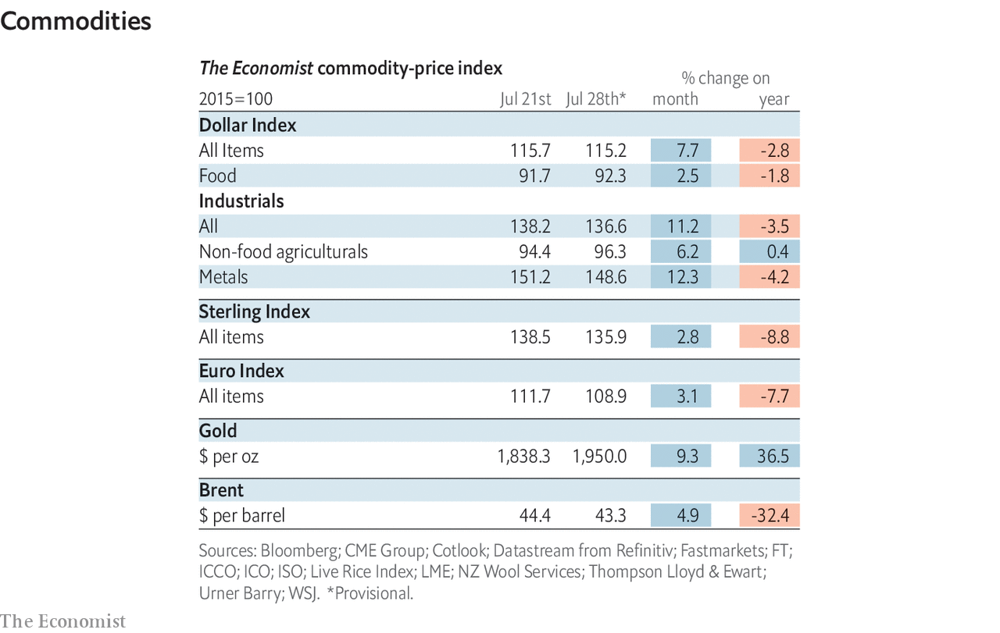 Commodities
The Economist commodity-price index
% change on
2015=100 Jul 21st Jul 28th* month year
Dollar Index
All Items 115.7 115.2 7.7 -2.8
Food 91.7 92.3 2.5 -1.8
Industrials
All 138.2 136.6 11.2 -3.5
Non-food agriculturals 94.4 96.3 6.2 0.4
Metals 151.2 148.6 12.3 -4.2
Sterling Index
All items 138.5 135.9 2.8 -8.8
Euro Index
All items 111.7 108.9 3.1 -7.7
Gold
$ per oz 1,838.3 1,950.0 9.3 36.5
Brent
$ per barrel 44.4 43.3 4.9 -32.4
Sources: Bloomberg; CME Group; Cotlook; Datastream from Refinitiv; Fastmarkets; FT;
ICCO; ICO; ISO; Live Rice Index; LME; NZ Wool Services; Thompson Lloyd & Ewart;
Urner Barry; WSJ. *Provisional.
The Economist